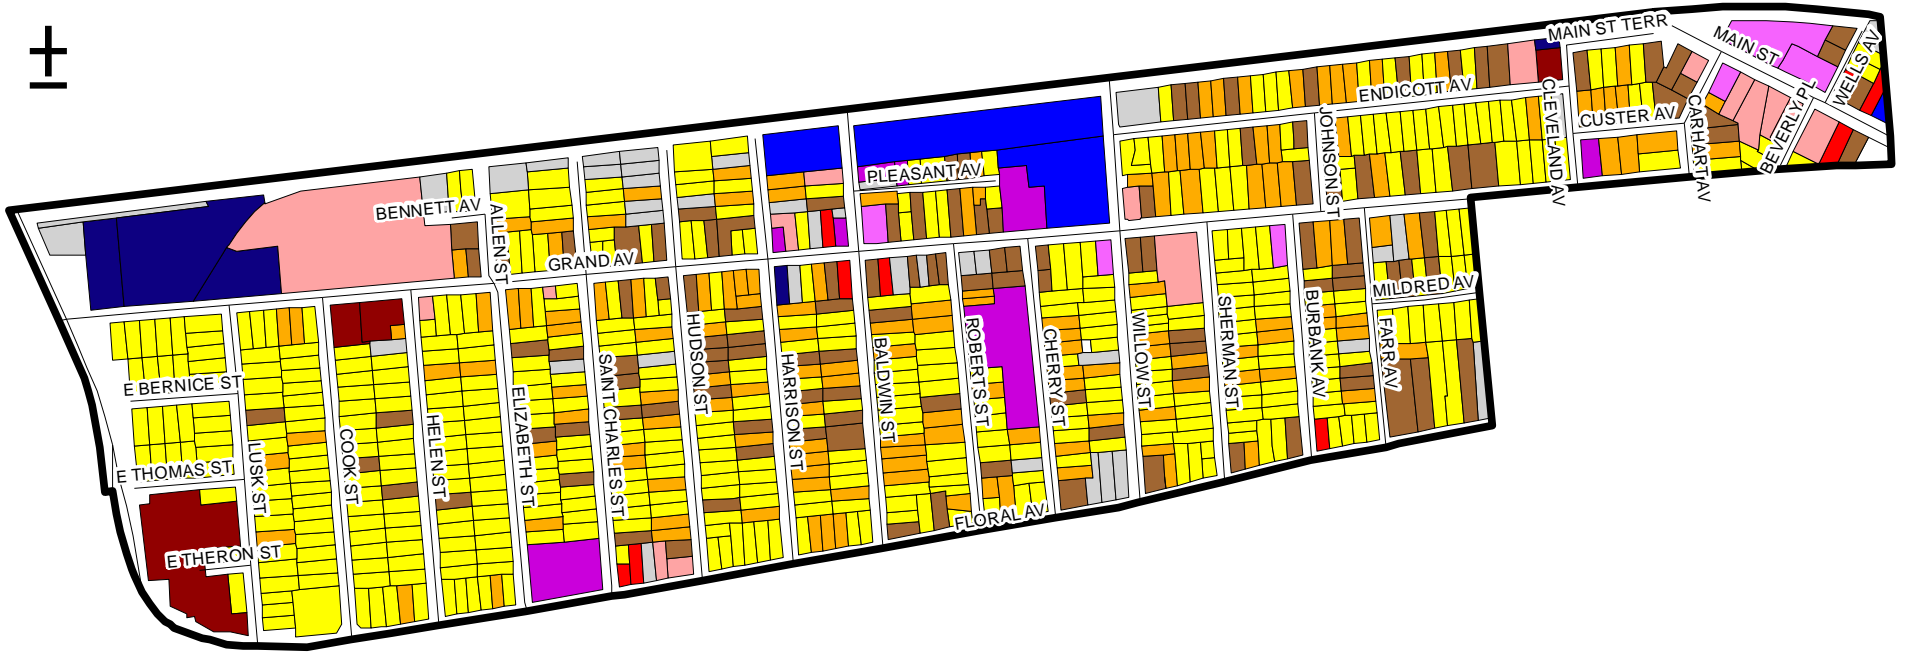 MAIN ST TERR
MAIN ST
WELLS AV
ENDICOTT AV
CLEVELAND AV
CUSTER AV
CARHART AV
BEVERLY PL
JOHNSON ST
PLEASANT AV
BENNETT AV
ALLEN ST
GRAND AV
MILDRED AV
E BERNICE ST
E THOMAS ST
E THERON ST
LUSK ST
COOK ST
HELEN ST
ELIZABETH ST
SAINT CHARLES ST
HUDSON ST
HARRISON ST
BALDWIN ST
ROBERTS ST
CHERRY ST
WILLOW ST
SHERMAN ST
BURBANK AV
FARR AV
FLORAL AV